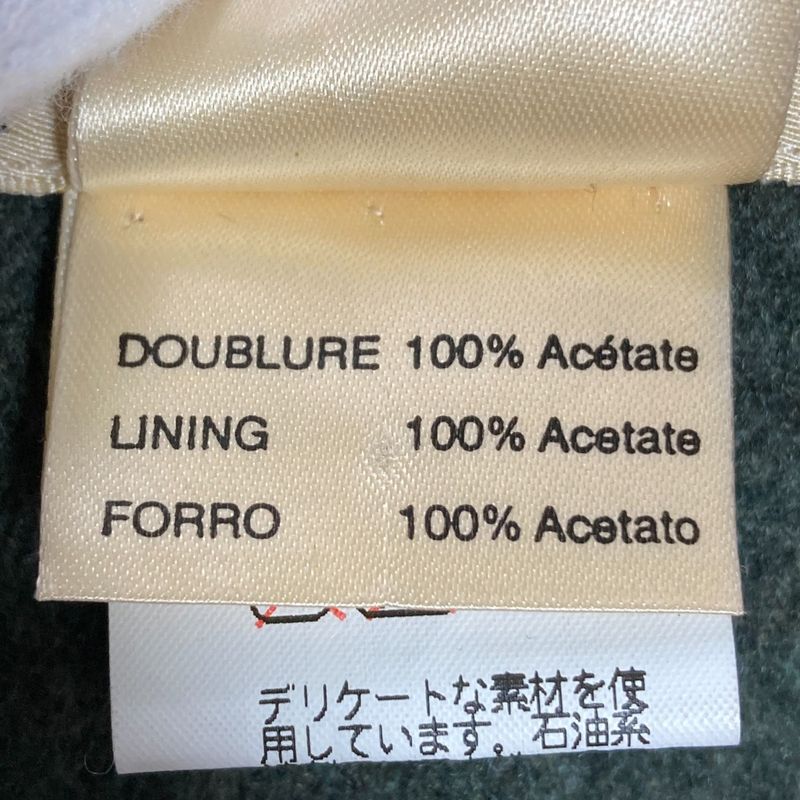 DOUBLURE 100% Acétate
LINING 100% Acetate
FORRO 100% Acetato
デリケートな素材を使
用しています。石油系